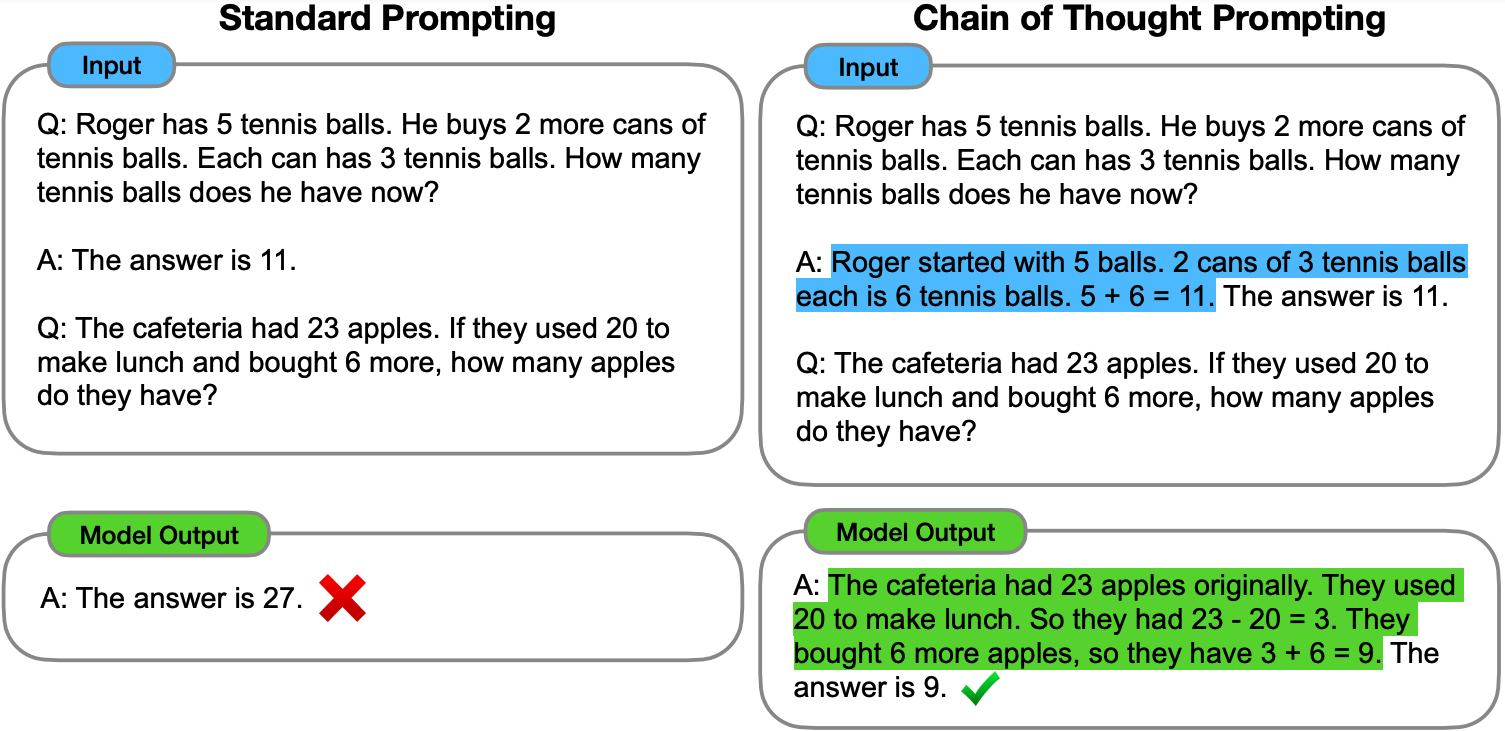 Standard Prompting
Input
Q: Roger has 5 tennis balls. He buys 2 more cans of
tennis balls. Each can has 3 tennis balls. How many
tennis balls does he have now?
A: The answer is 11.
Q: The cafeteria had 23 apples. If they used 20 to
make lunch and bought 6 more, how many apples
do they have?
Model Output
A: The answer is 27.
Chain of Thought Prompting
Input
Q: Roger has 5 tennis balls. He buys 2 more cans of
tennis balls. Each can has 3 tennis balls. How many
tennis balls does he have now?
A: Roger started with 5 balls. 2 cans of 3 tennis balls
each is 6 tennis balls. 5 + 6 = 11. The answer is 11.
Q: The cafeteria had 23 apples. If they used 20 to
make lunch and bought 6 more, how many apples
do they have?
Model Output
A: The cafeteria had 23 apples originally. They used
20 to make lunch. So they had 23 - 20 = 3. They
bought 6 more apples, so they have 3 + 6 = 9. The
answer is 9.